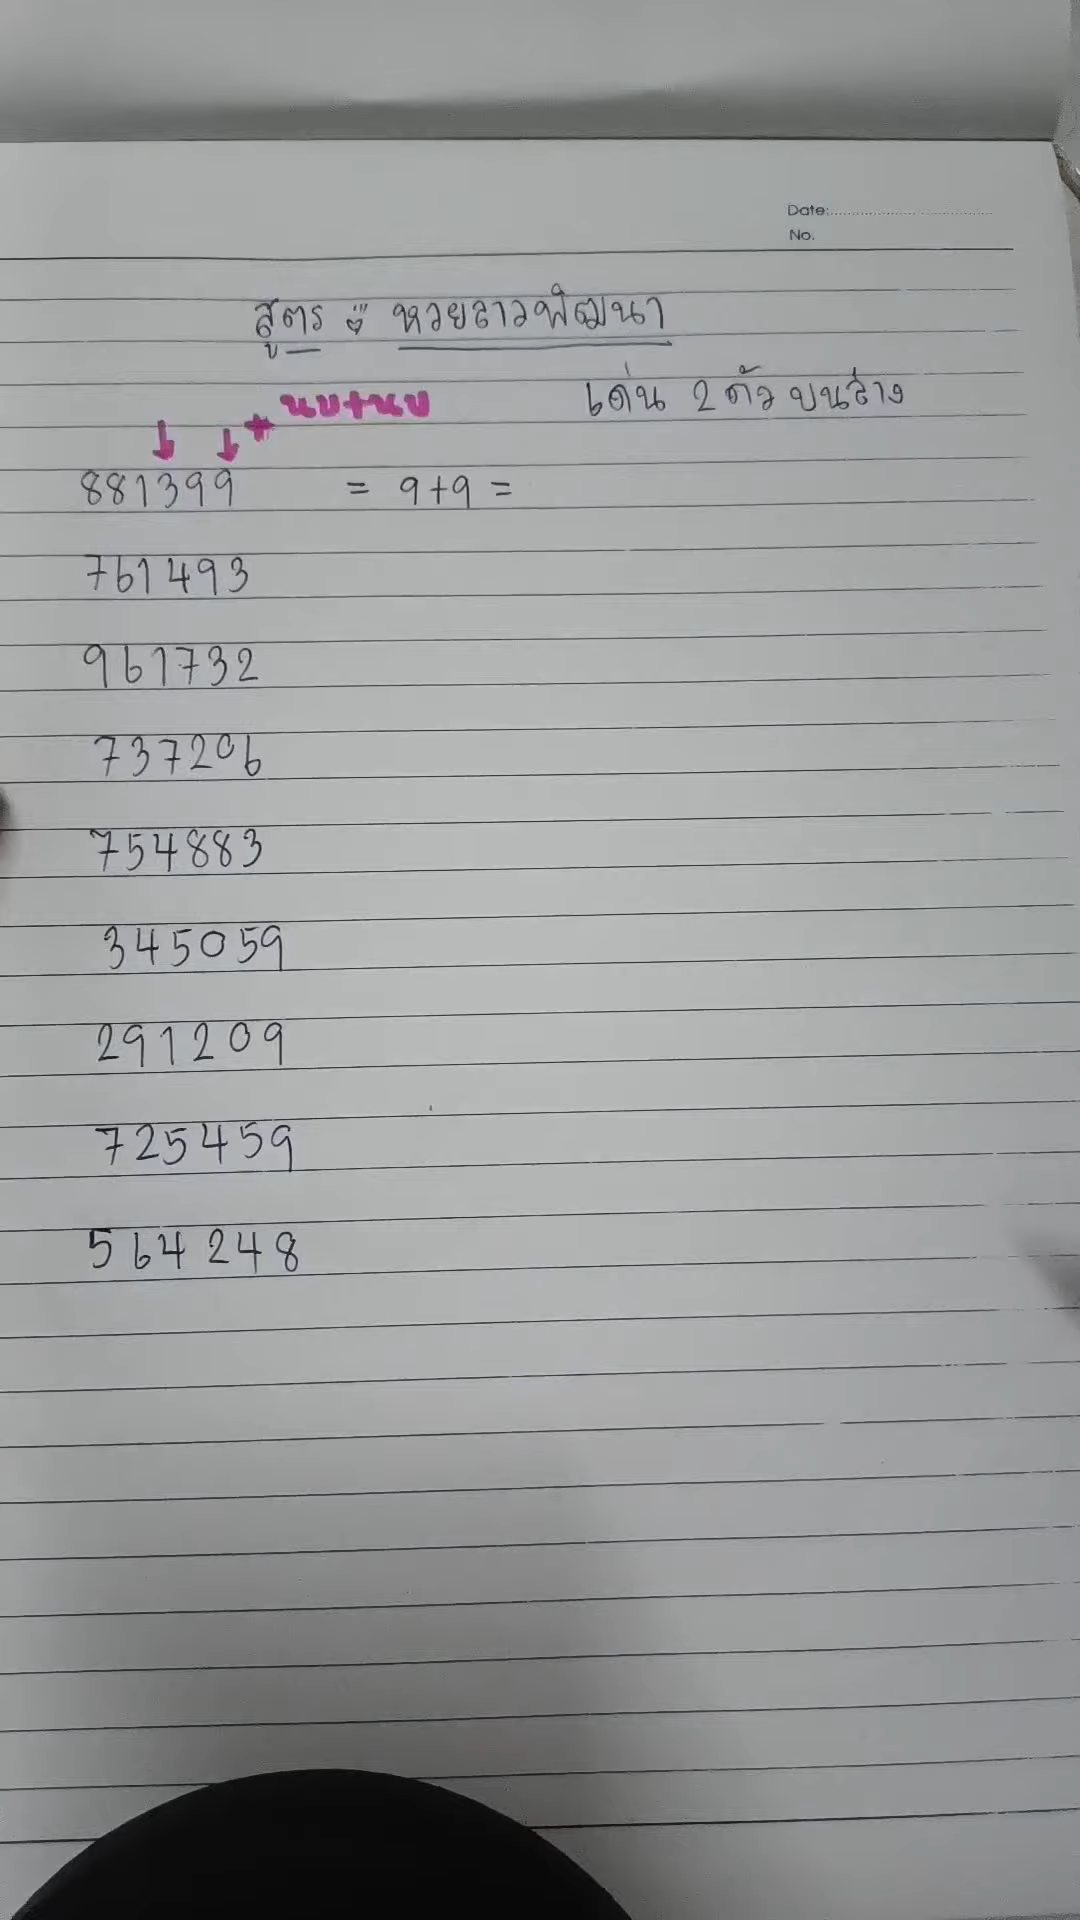 Date:
No.
สูตร หวยลาวพัฒนา
นบ+นบ เด่น 2 ตัว บนล่าง
881399 = 9+9 =
761493
961732
737206
754883
345059
291209
725459
564248